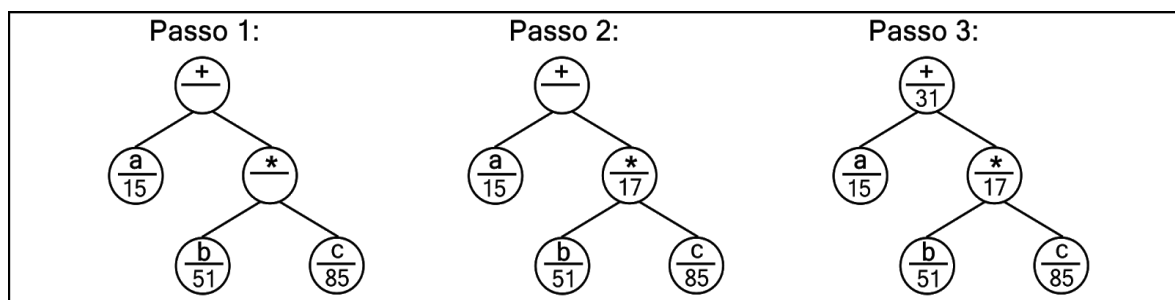 Passo 1: Passo 2: Passo 3:
+ + +
31
a * a * a *
15 15 17 15 17
b c b c b c
51 85 51 85 51 85